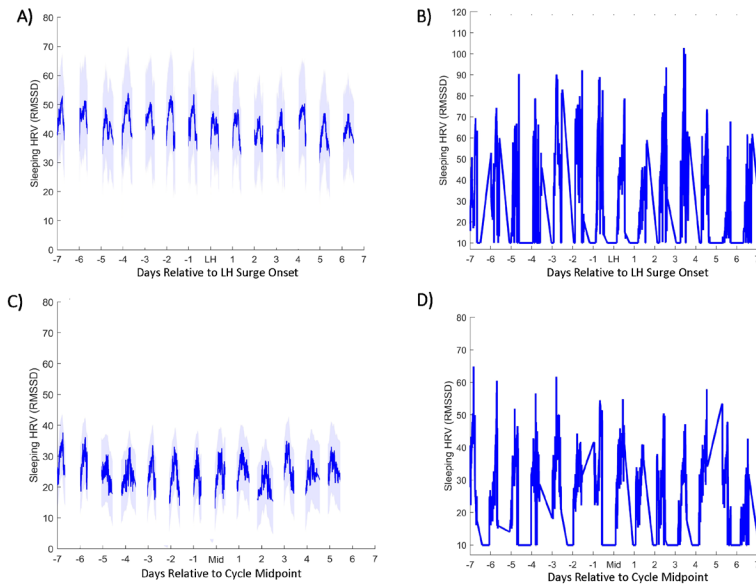 A)
80
70
60
50
40
30
20
10
0
Sleeping HRV (RMSSD)
-7 -6 -5 -4 -3 -2 -1 LH 1 2 3 4 5 6 7
Days Relative to LH Surge Onset
B)
120
110
100
90
80
70
60
50
40
30
20
10
Sleeping HRV (RMSSD)
-7 -6 -5 -4 -3 -2 -1 LH 1 2 3 4 5 6 7
Days Relative to LH Surge Onset
C)
80
70
60
50
40
30
20
10
0
Sleeping HRV (RMSSD)
-7 -6 -5 -4 -3 -2 -1 Mid 1 2 3 4 5 6 7
Days Relative to Cycle Midpoint
D)
80
70
60
50
40
30
20
10
Sleeping HRV (RMSSD)
-7 -6 -5 -4 -3 -2 -1 Mid 1 2 3 4 5 6 7
Days Relative to Cycle Midpoint